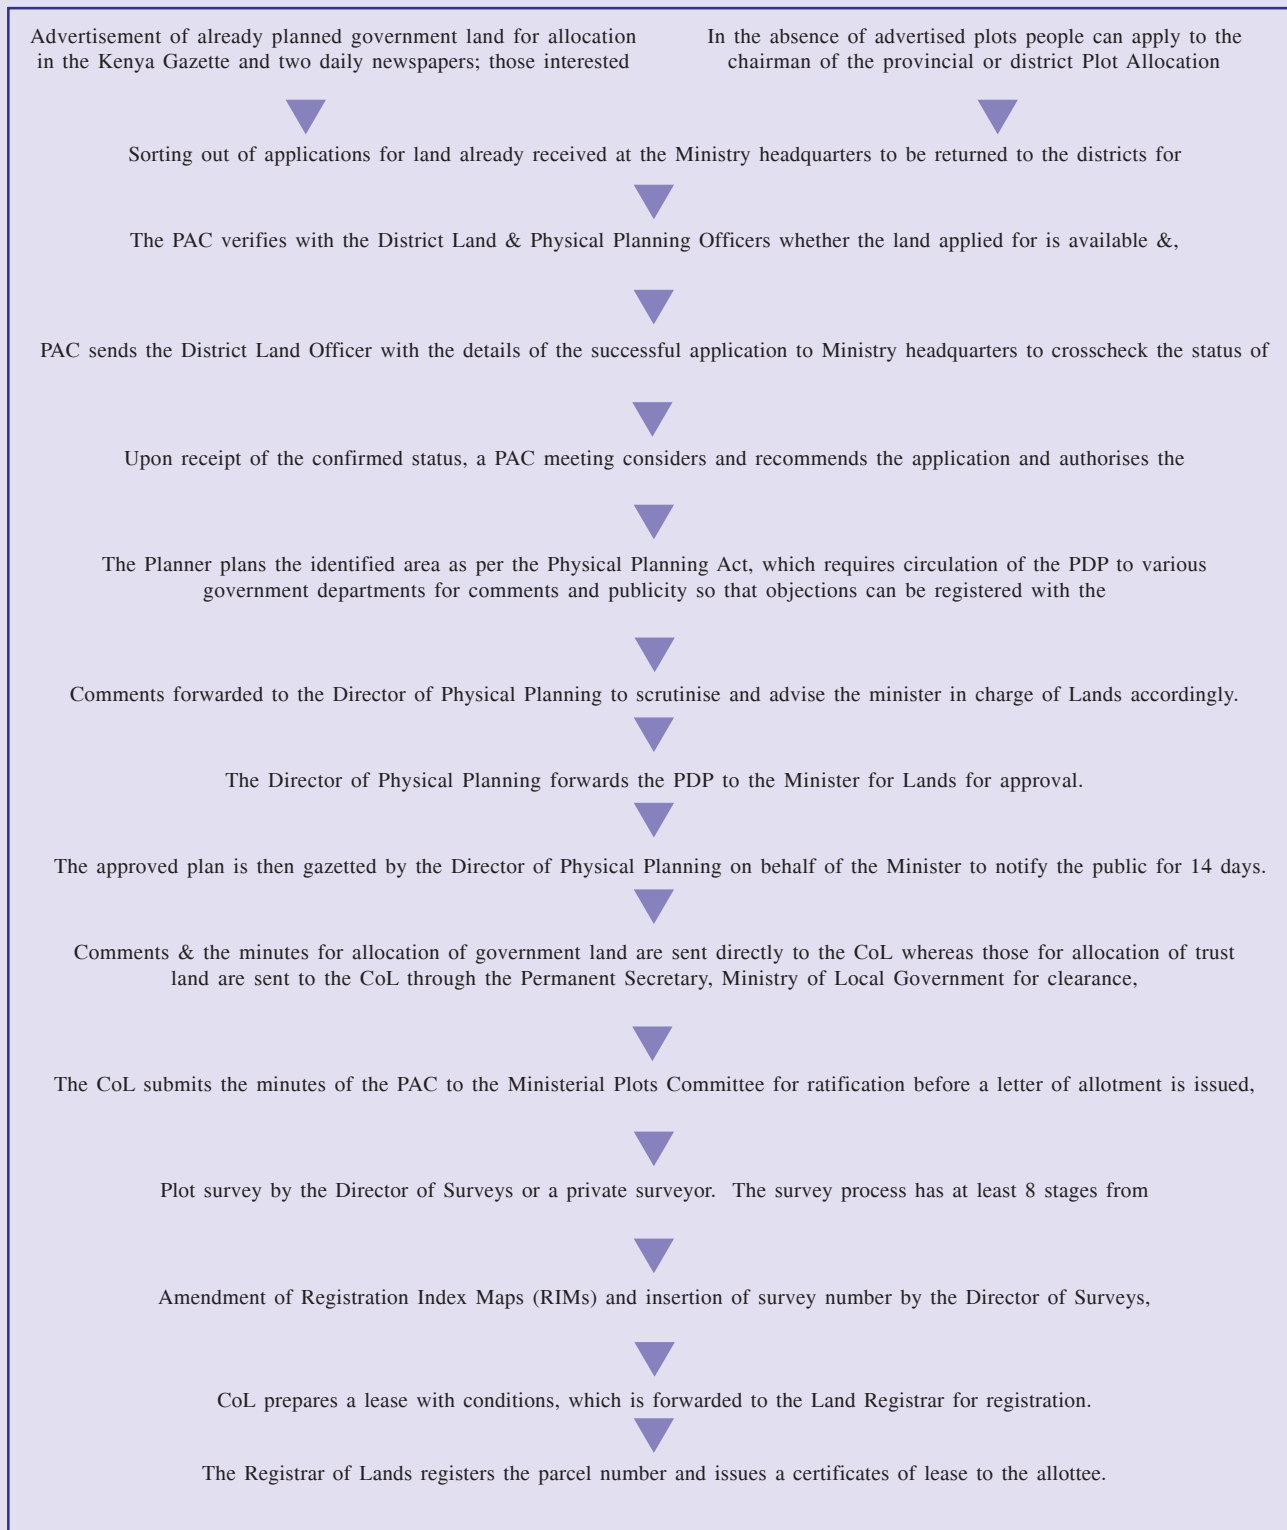 Advertisement of already planned government land for allocation
in the Kenya Gazette and two daily newspapers; those interested
In the absence of advertised plots people can apply to the
chairman of the provincial or district Plot Allocation
Sorting out of applications for land already received at the Ministry headquarters to be returned to the districts for
The PAC verifies with the District Land & Physical Planning Officers whether the land applied for is available &,
PAC sends the District Land Officer with the details of the successful application to Ministry headquarters to crosscheck the status of
Upon receipt of the confirmed status, a PAC meeting considers and recommends the application and authorises the
The Planner plans the identified area as per the Physical Planning Act, which requires circulation of the PDP to various
government departments for comments and publicity so that objections can be registered with the
Comments forwarded to the Director of Physical Planning to scrutinise and advise the minister in charge of Lands accordingly.
The Director of Physical Planning forwards the PDP to the Minister for Lands for approval.
The approved plan is then gazetted by the Director of Physical Planning on behalf of the Minister to notify the public for 14 days.
Comments & the minutes for allocation of government land are sent directly to the CoL whereas those for allocation of trust
land are sent to the CoL through the Permanent Secretary, Ministry of Local Government for clearance,
The CoL submits the minutes of the PAC to the Ministerial Plots Committee for ratification before a letter of allotment is issued,
Plot survey by the Director of Surveys or a private surveyor. The survey process has at least 8 stages from
Amendment of Registration Index Maps (RIMs) and insertion of survey number by the Director of Surveys,
CoL prepares a lease with conditions, which is forwarded to the Land Registrar for registration.
The Registrar of Lands registers the parcel number and issues a certificates of lease to the allottee.